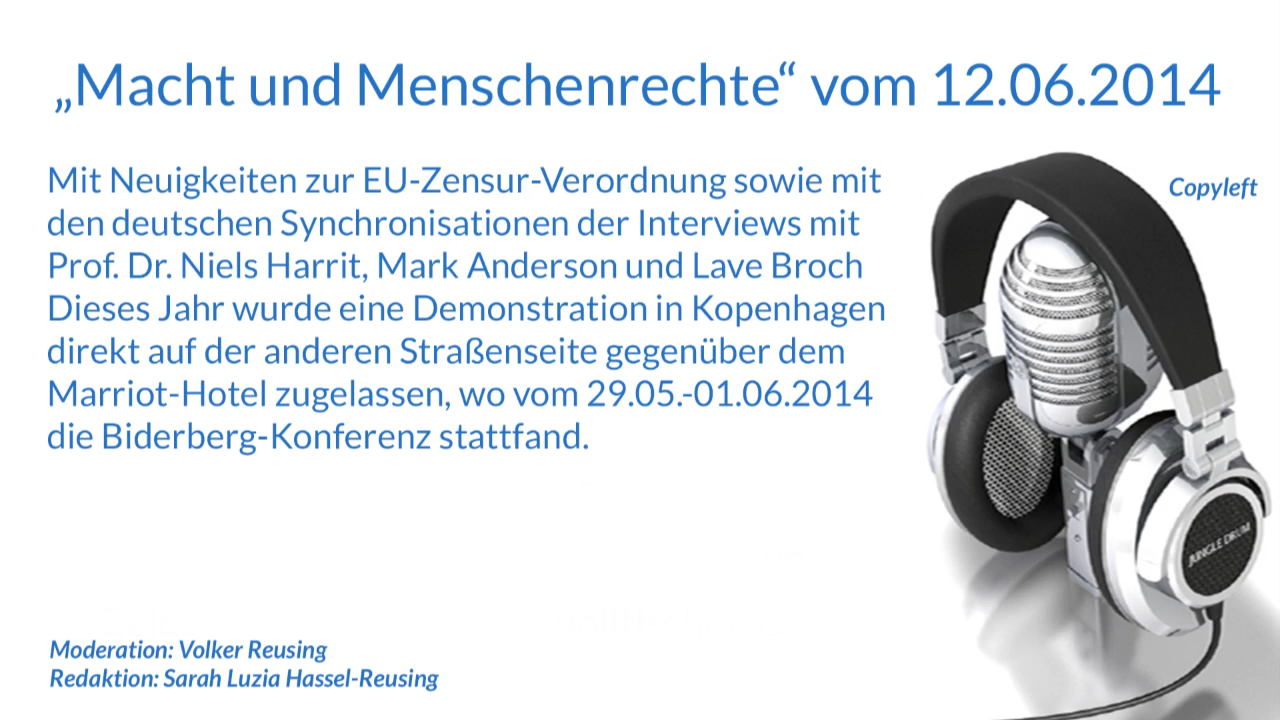 „Macht und Menschenrechte“ vom 12.06.2014
Copyleft
Mit Neuigkeiten zur EU-Zensur-Verordnung sowie mit
den deutschen Synchronisationen der Interviews mit
Prof. Dr. Niels Harrit, Mark Anderson und Lave Broch
Dieses Jahr wurde eine Demonstration in Kopenhagen
direkt auf der anderen Straßenseite gegenüber dem
Marriot-Hotel zugelassen, wo vom 29.05.-01.06.2014
die Biderberg-Konferenz stattfand.
JUNGLE DRUM
Moderation: Volker Reusing
Redaktion: Sarah Luzia Hassel-Reusing